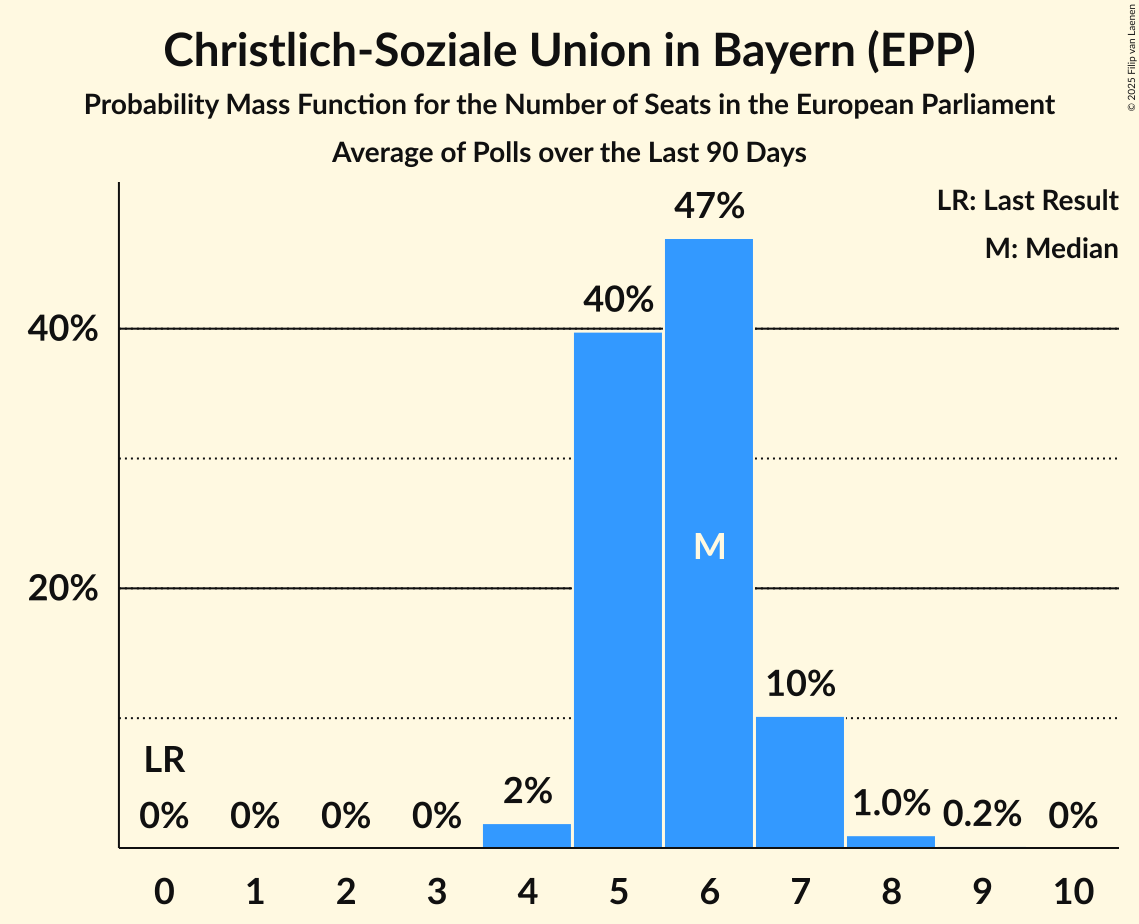 Christlich-Soziale Union in Bayern (EPP)
Probability Mass Function for the Number of Seats in the European Parliament
Average of Polls over the Last 90 Days
© 2025 Filip van Laenen
LR: Last Result
M: Median
40%
20%
LR
0%
0%
0%
0%
2%
40%
47%
M
10%
1.0%
0.2%
0%
0 1 2 3 4 5 6 7 8 9 10